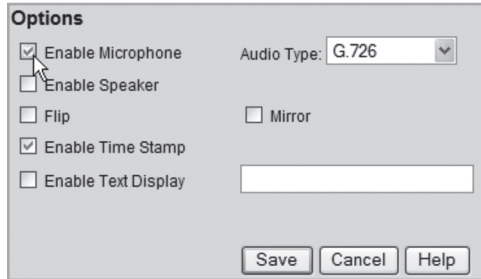 Options
Enable Microphone Audio Type: G.726
Enable Speaker
Flip Mirror
Enable Time Stamp
Enable Text Display
Save Cancel Help